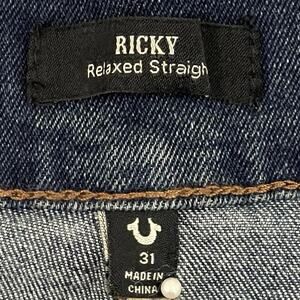 RICKY
Relaxed Straigh
31
MADE IN
CHINA